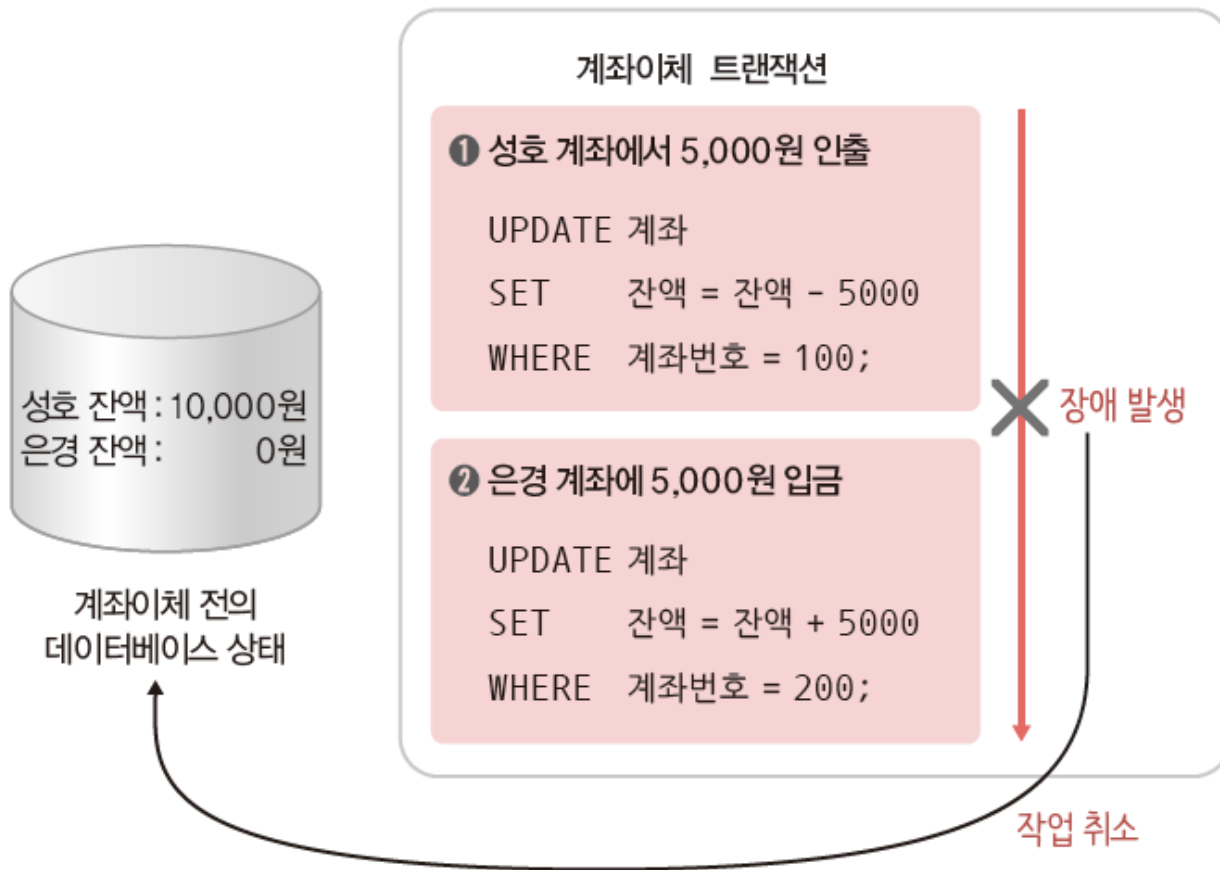 계좌이체 트랜잭션
❶ 성호 계좌에서 5,000원 인출
UPDATE 계좌
SET 잔액 = 잔액 - 5000
WHERE 계좌번호 = 100;
장애 발생
❷ 은경 계좌에 5,000원 입금
UPDATE 계좌
SET 잔액 = 잔액 + 5000
WHERE 계좌번호 = 200;
작업 취소
성호 잔액 : 10,000원
은경 잔액 : 0원
계좌이체 전의
데이터베이스 상태